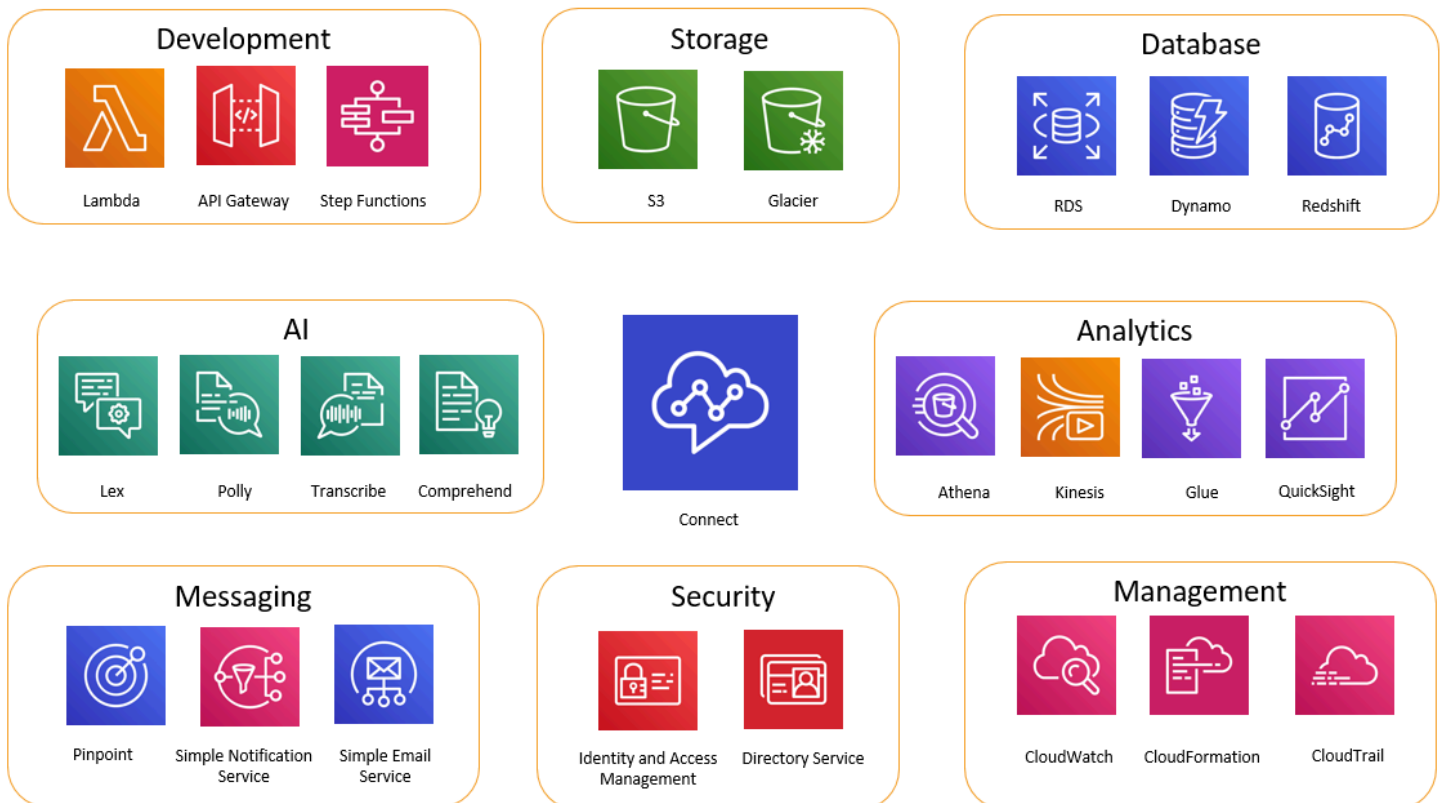 Development
Lambda
API Gateway
Step Functions
Storage
S3
Glacier
Database
RDS
Dynamo
Redshift
AI
Lex
Polly
Transcribe
Comprehend
Connect
Analytics
Athena
Kinesis
Glue
QuickSight
Messaging
Pinpoint
Simple Notification
Service
Simple Email
Service
Security
Identity and Access
Management
Directory Service
Management
CloudWatch
CloudFormation
CloudTrail